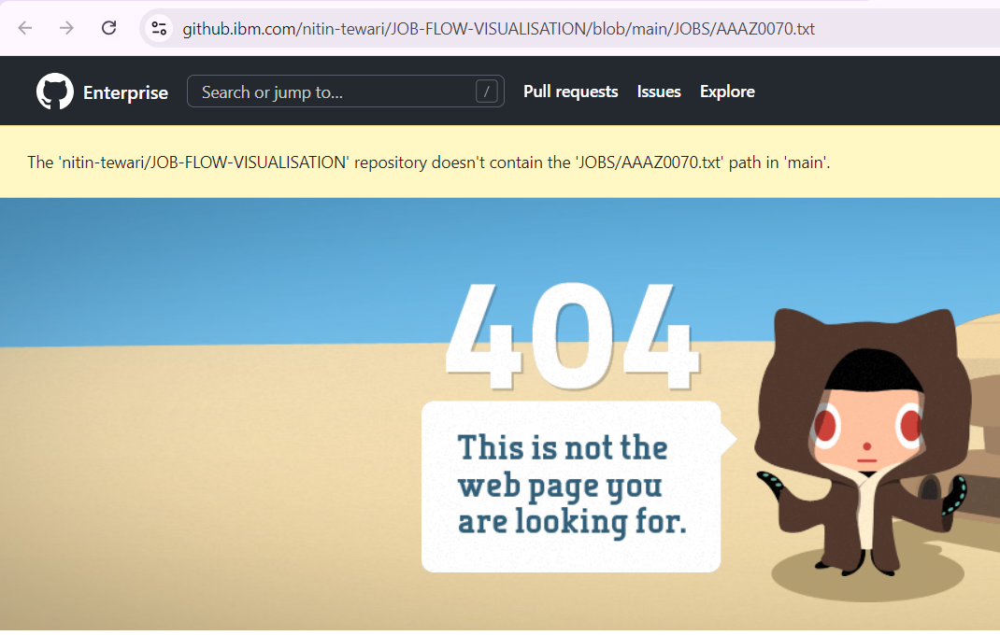 github.ibm.com/nitin-tewari/JOB-FLOW-VISUALISATION/blob/main/JOBS/AAAZ0070.txt
Enterprise Search or jump to... / Pull requests Issues Explore
The 'nitin-tewari/JOB-FLOW-VISUALISATION' repository doesn't contain the 'JOBS/AAAZ0070.txt' path in 'main'.
404
This is not the
web page you
are looking for.